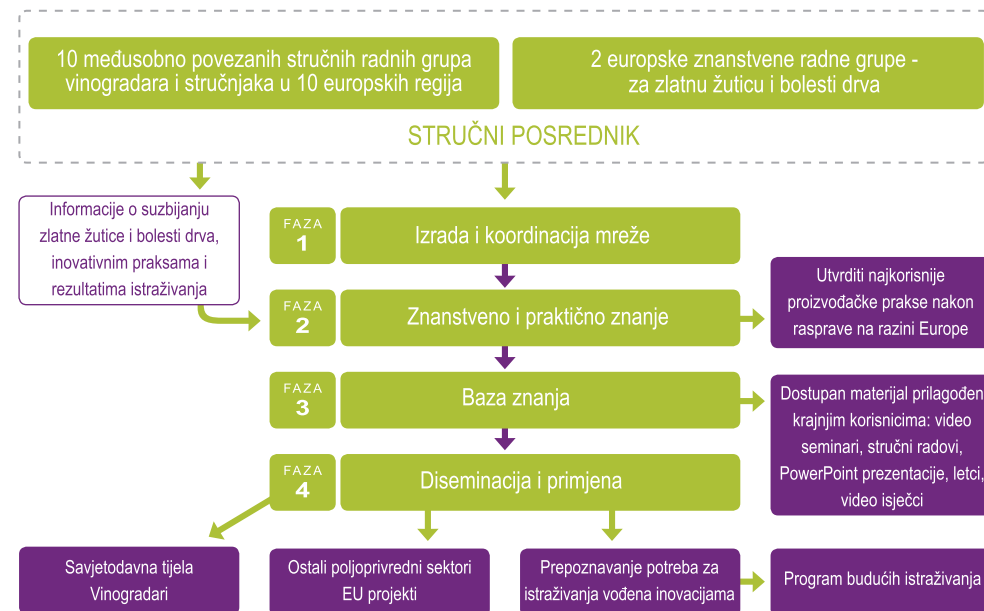 10 međusobno povezanih stručnih radnih grupa
vinogradara i stručnjaka u 10 europskih regija
2 europske znanstvene radne grupe -
za zlatnu žuticu i bolesti drva
STRUČNI POSREDNIK
Informacije o suzbijanju
zlatne žutice i bolesti drva,
inovativnim praksama i
rezultatima istraživanja
FAZA
1
Izrada i koordinacija mreže
FAZA
2
Znanstveno i praktično znanje
Utvrditi najkorisnije
proizvođačke prakse nakon
rasprave na razini Europe
FAZA
3
Baza znanja
Dostupan materijal prilagođen
krajnjim korisnicima: video
seminari, stručni radovi,
PowerPoint prezentacije, letci,
video isječci
FAZA
4
Diseminacija i primjena
Savjetodavna tijela
Vinogradari
Ostali poljoprivredni sektori
EU projekti
Prepoznavanje potreba za
istraživanja vođena inovacijama
Program budućih istraživanja